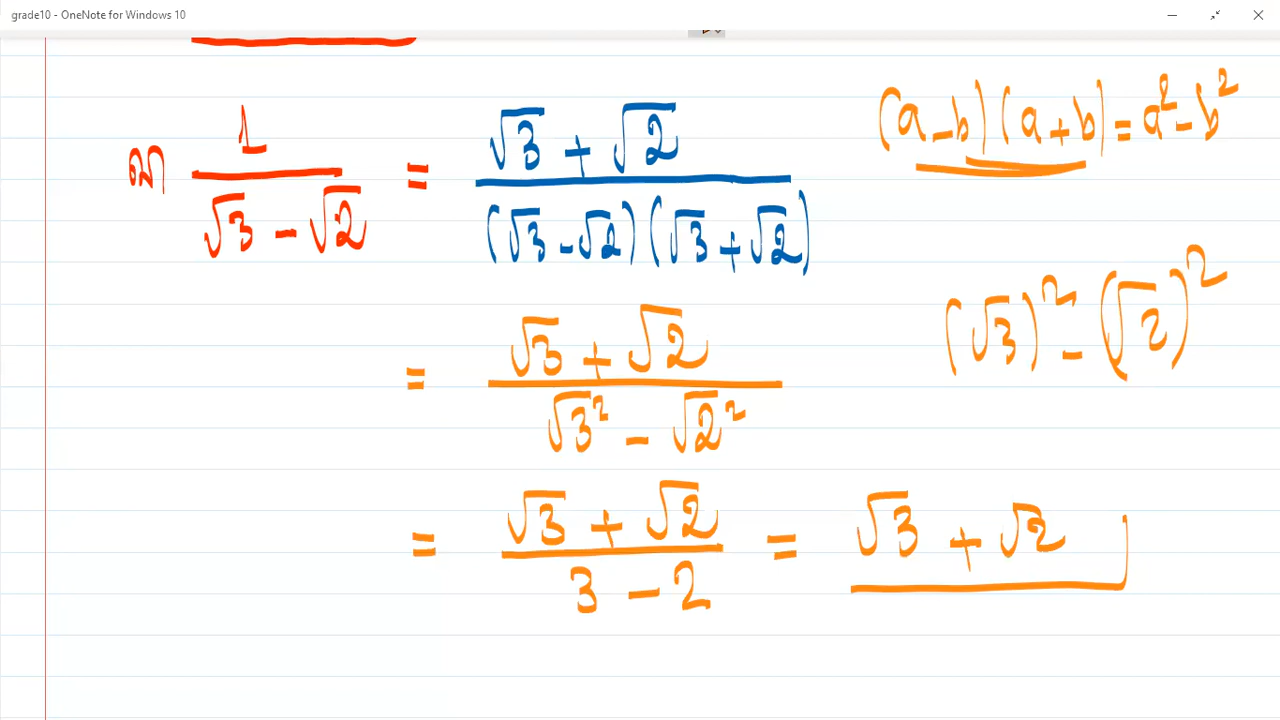 grade10 - OneNote for Windows 10
(a-b)(a+b)=a²-b²
1/(√3-√2) = (√3+√2)/((√3-√2)(√3+√2))
(√3)²-(√2)²
= (√3+√2)/(√3²-√2²)
= (√3+√2)/(3-2) = √3+√2